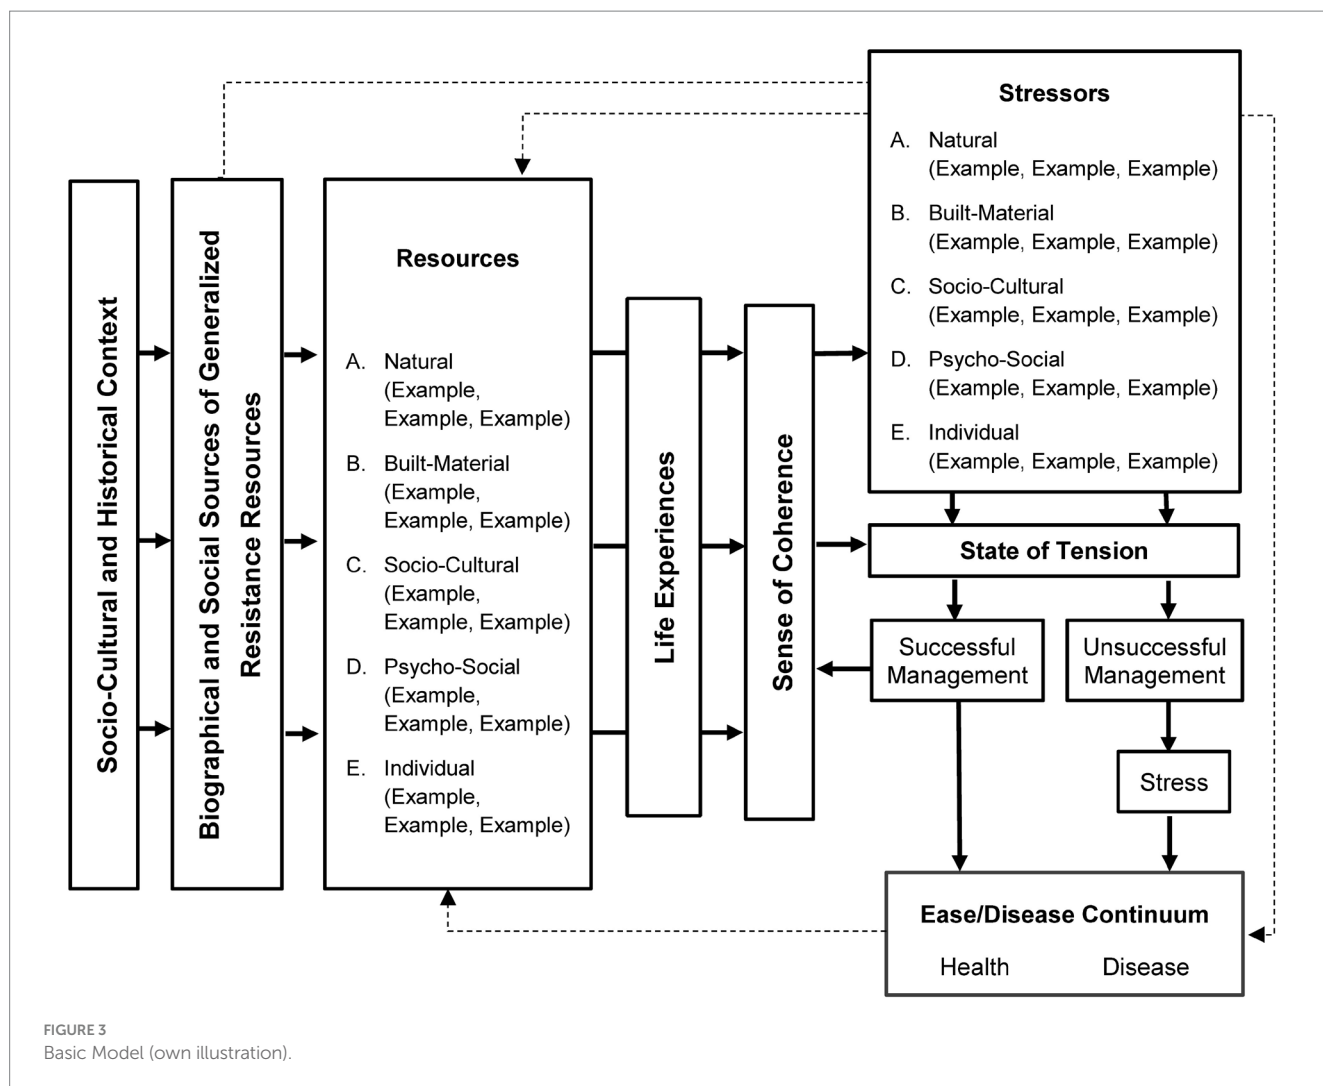 Socio-Cultural and Historical Context
Biographical and Social Sources of Generalized
Resistance Resources
Resources
A. Natural
(Example,
Example, Example)
B. Built-Material
(Example,
Example, Example)
C. Socio-Cultural
(Example,
Example, Example)
D. Psycho-Social
(Example,
Example, Example)
E. Individual
(Example,
Example, Example)
Life Experiences
Sense of Coherence
Stressors
A. Natural
(Example, Example, Example)
B. Built-Material
(Example, Example, Example)
C. Socio-Cultural
(Example, Example, Example)
D. Psycho-Social
(Example, Example, Example)
E. Individual
(Example, Example, Example)
State of Tension
Successful
Management
Unsuccessful
Management
Stress
Ease/Disease Continuum
Health Disease
FIGURE 3
Basic Model (own illustration).